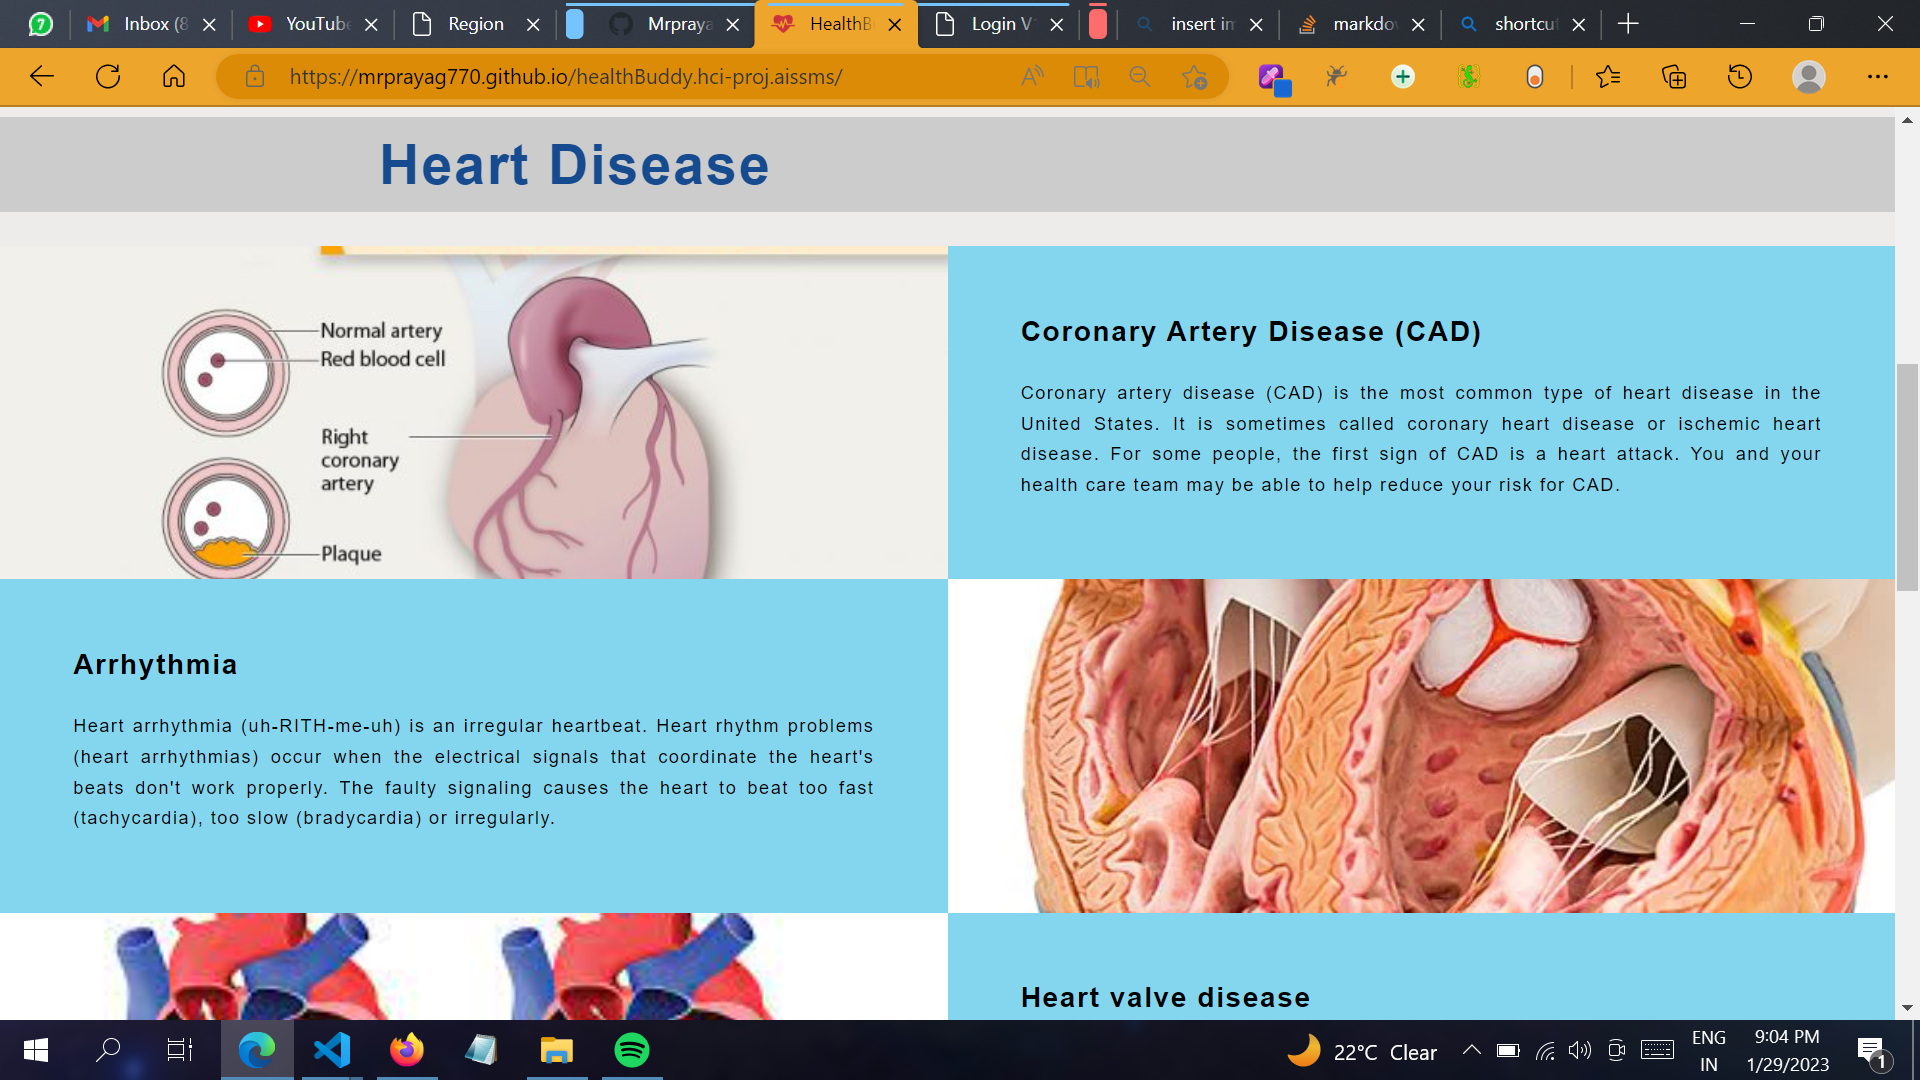 7
Inbox (8
YouTube
Region
Mrpraya
HealthB
Login V
insert im
markdo
shortcut
https://mrprayag770.github.io/healthBuddy.hci-proj.aissms/
Heart Disease
Normal artery
Red blood cell
Right
coronary
artery
Plaque
Coronary Artery Disease (CAD)
Coronary artery disease (CAD) is the most common type of heart disease in the
United States. It is sometimes called coronary heart disease or ischemic heart
disease. For some people, the first sign of CAD is a heart attack. You and your
health care team may be able to help reduce your risk for CAD.
Arrhythmia
Heart arrhythmia (uh-RITH-me-uh) is an irregular heartbeat. Heart rhythm problems
(heart arrhythmias) occur when the electrical signals that coordinate the heart's
beats don't work properly. The faulty signaling causes the heart to beat too fast
(tachycardia), too slow (bradycardia) or irregularly.
Heart valve disease
22°C Clear
ENG
IN
9:04 PM
1/29/2023
1